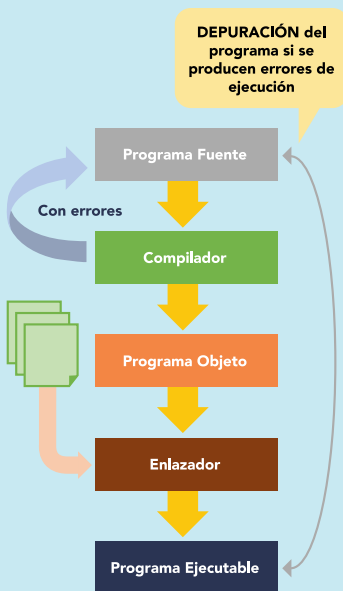 DEPURACIÓN del
programa si se
producen errores de
ejecución
Programa Fuente
Con errores
Compilador
Programa Objeto
Enlazador
Programa Ejecutable